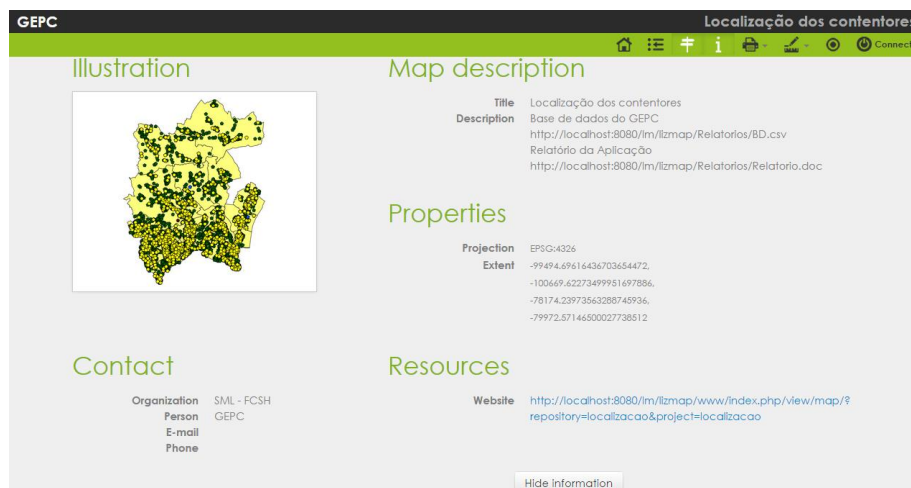 GEPC
Localização dos contentores
Connect
Illustration
Map description
Title Localização dos contentores
Description Base de dados do GEPC
http://localhost:8080/lm/lizmap/Relatorios/BD.csv
Relatório da Aplicação
http://localhost:8080/lm/lizmap/Relatorios/Relatorio.doc
Properties
Projection EPSG:4326
Extent -99494.69616436703654472,
-100669.62273499951697886,
-78174.23973563288745936,
-79972.57146500027738512
Contact
Organization SML - FCSH
Person GEPC
E-mail
Phone
Resources
Website http://localhost:8080/lm/lizmap/www/index.php/view/map/?
repository=localizacao&project=localizacao
Hide information